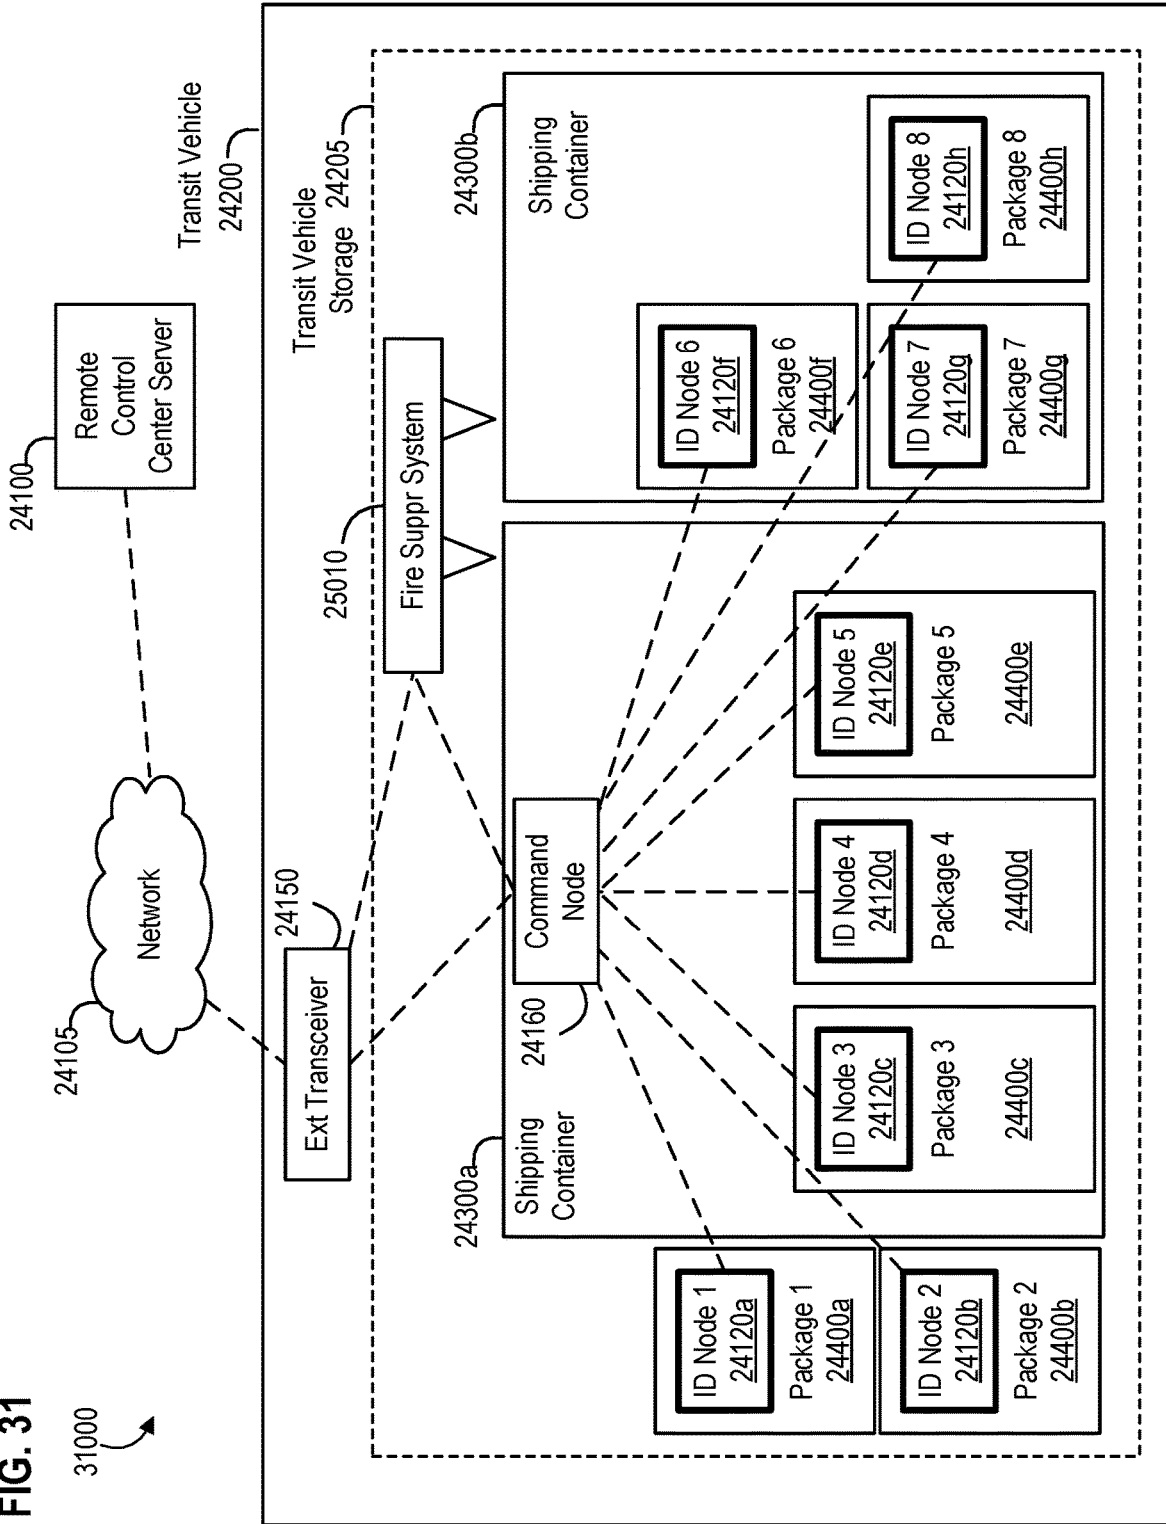 FIG. 31
31000
24105
Network
24100
Remote
Control
Center Server
Transit Vehicle
24200
Ext Transceiver
24150
25010
Fire Suppr System
Transit Vehicle
Storage 24205
24300a
Shipping
Container
24160
Command
Node
24300b
Shipping
Container
ID Node 1
24120a
Package 1
24400a
ID Node 2
24120b
Package 2
24400b
ID Node 3
24120c
Package 3
24400c
ID Node 4
24120d
Package 4
24400d
ID Node 5
24120e
Package 5
24400e
ID Node 6
24120f
Package 6
24400f
ID Node 7
24120g
Package 7
24400g
ID Node 8
24120h
Package 8
24400h